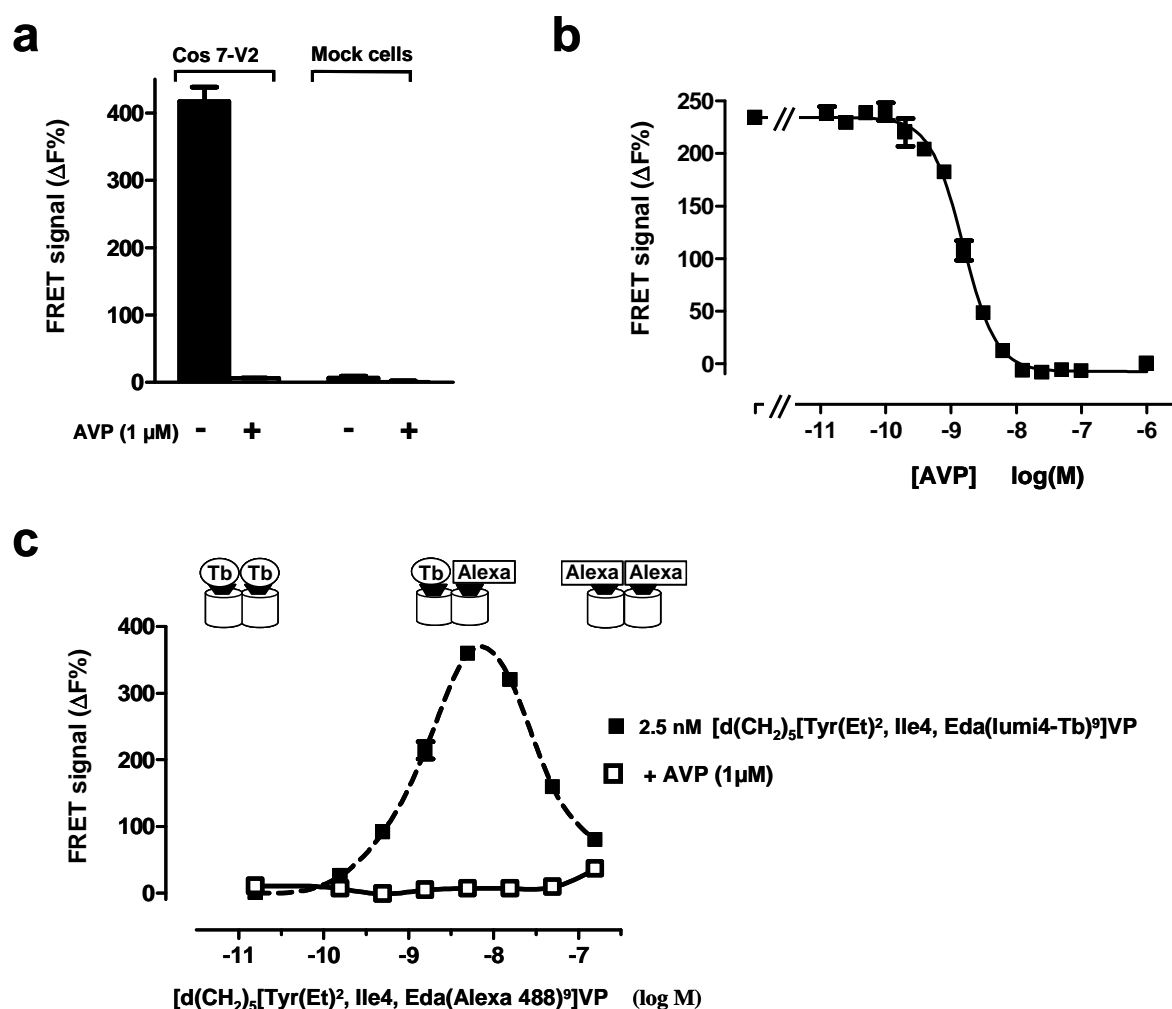 a
Cos 7-V2
Mock cells
FRET signal (ΔF%)
400
300
200
100
0
AVP (1 µM) - + - +
b
FRET signal (ΔF%)
250
200
150
100
50
0
-11 -10 -9 -8 -7 -6
[AVP] log(M)
c
Tb Tb
Tb Alexa
Alexa Alexa
FRET signal (ΔF%)
400
300
200
100
0
-11 -10 -9 -8 -7
[d(CH₂)₅[Tyr(Et)², Ile4, Eda(Alexa 488)⁹]VP (log M)
2.5 nM [d(CH₂)₅[Tyr(Et)², Ile4, Eda(lumi4-Tb)⁹]VP
+ AVP (1µM)